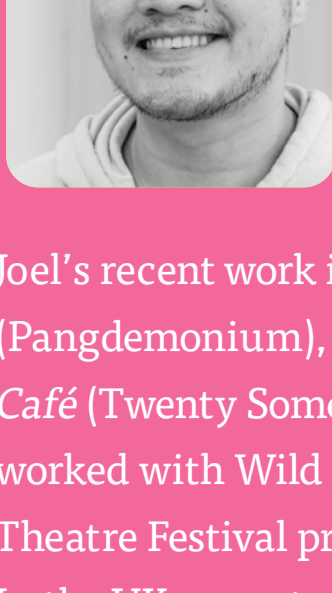 Joel's recent work
(Pangdemonium),
Café (Twenty
worked with Wild
Theatre Festival